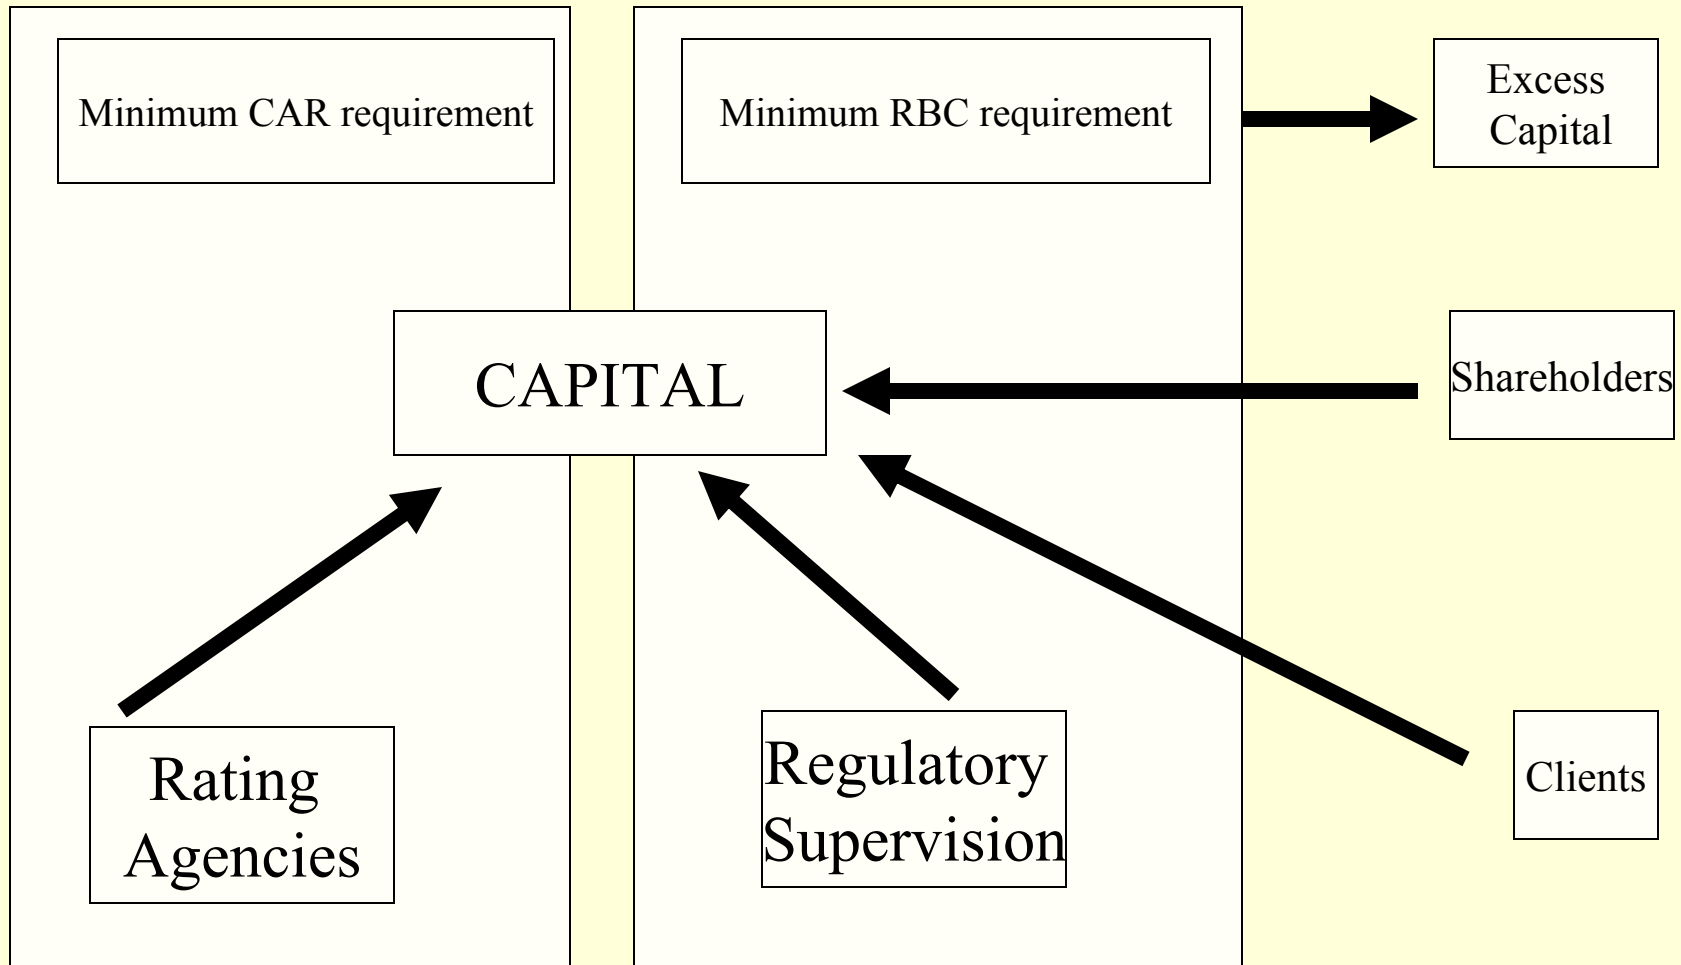 Minimum CAR requirement
Minimum RBC requirement
Excess
Capital
CAPITAL
Shareholders
Rating
Agencies
Regulatory
Supervision
Clients